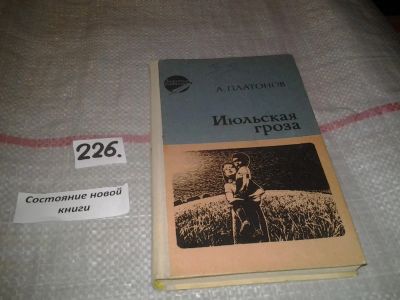 А. ПЛАТОНОВ
Июльская
гроза
226.
Состояние новой
книги